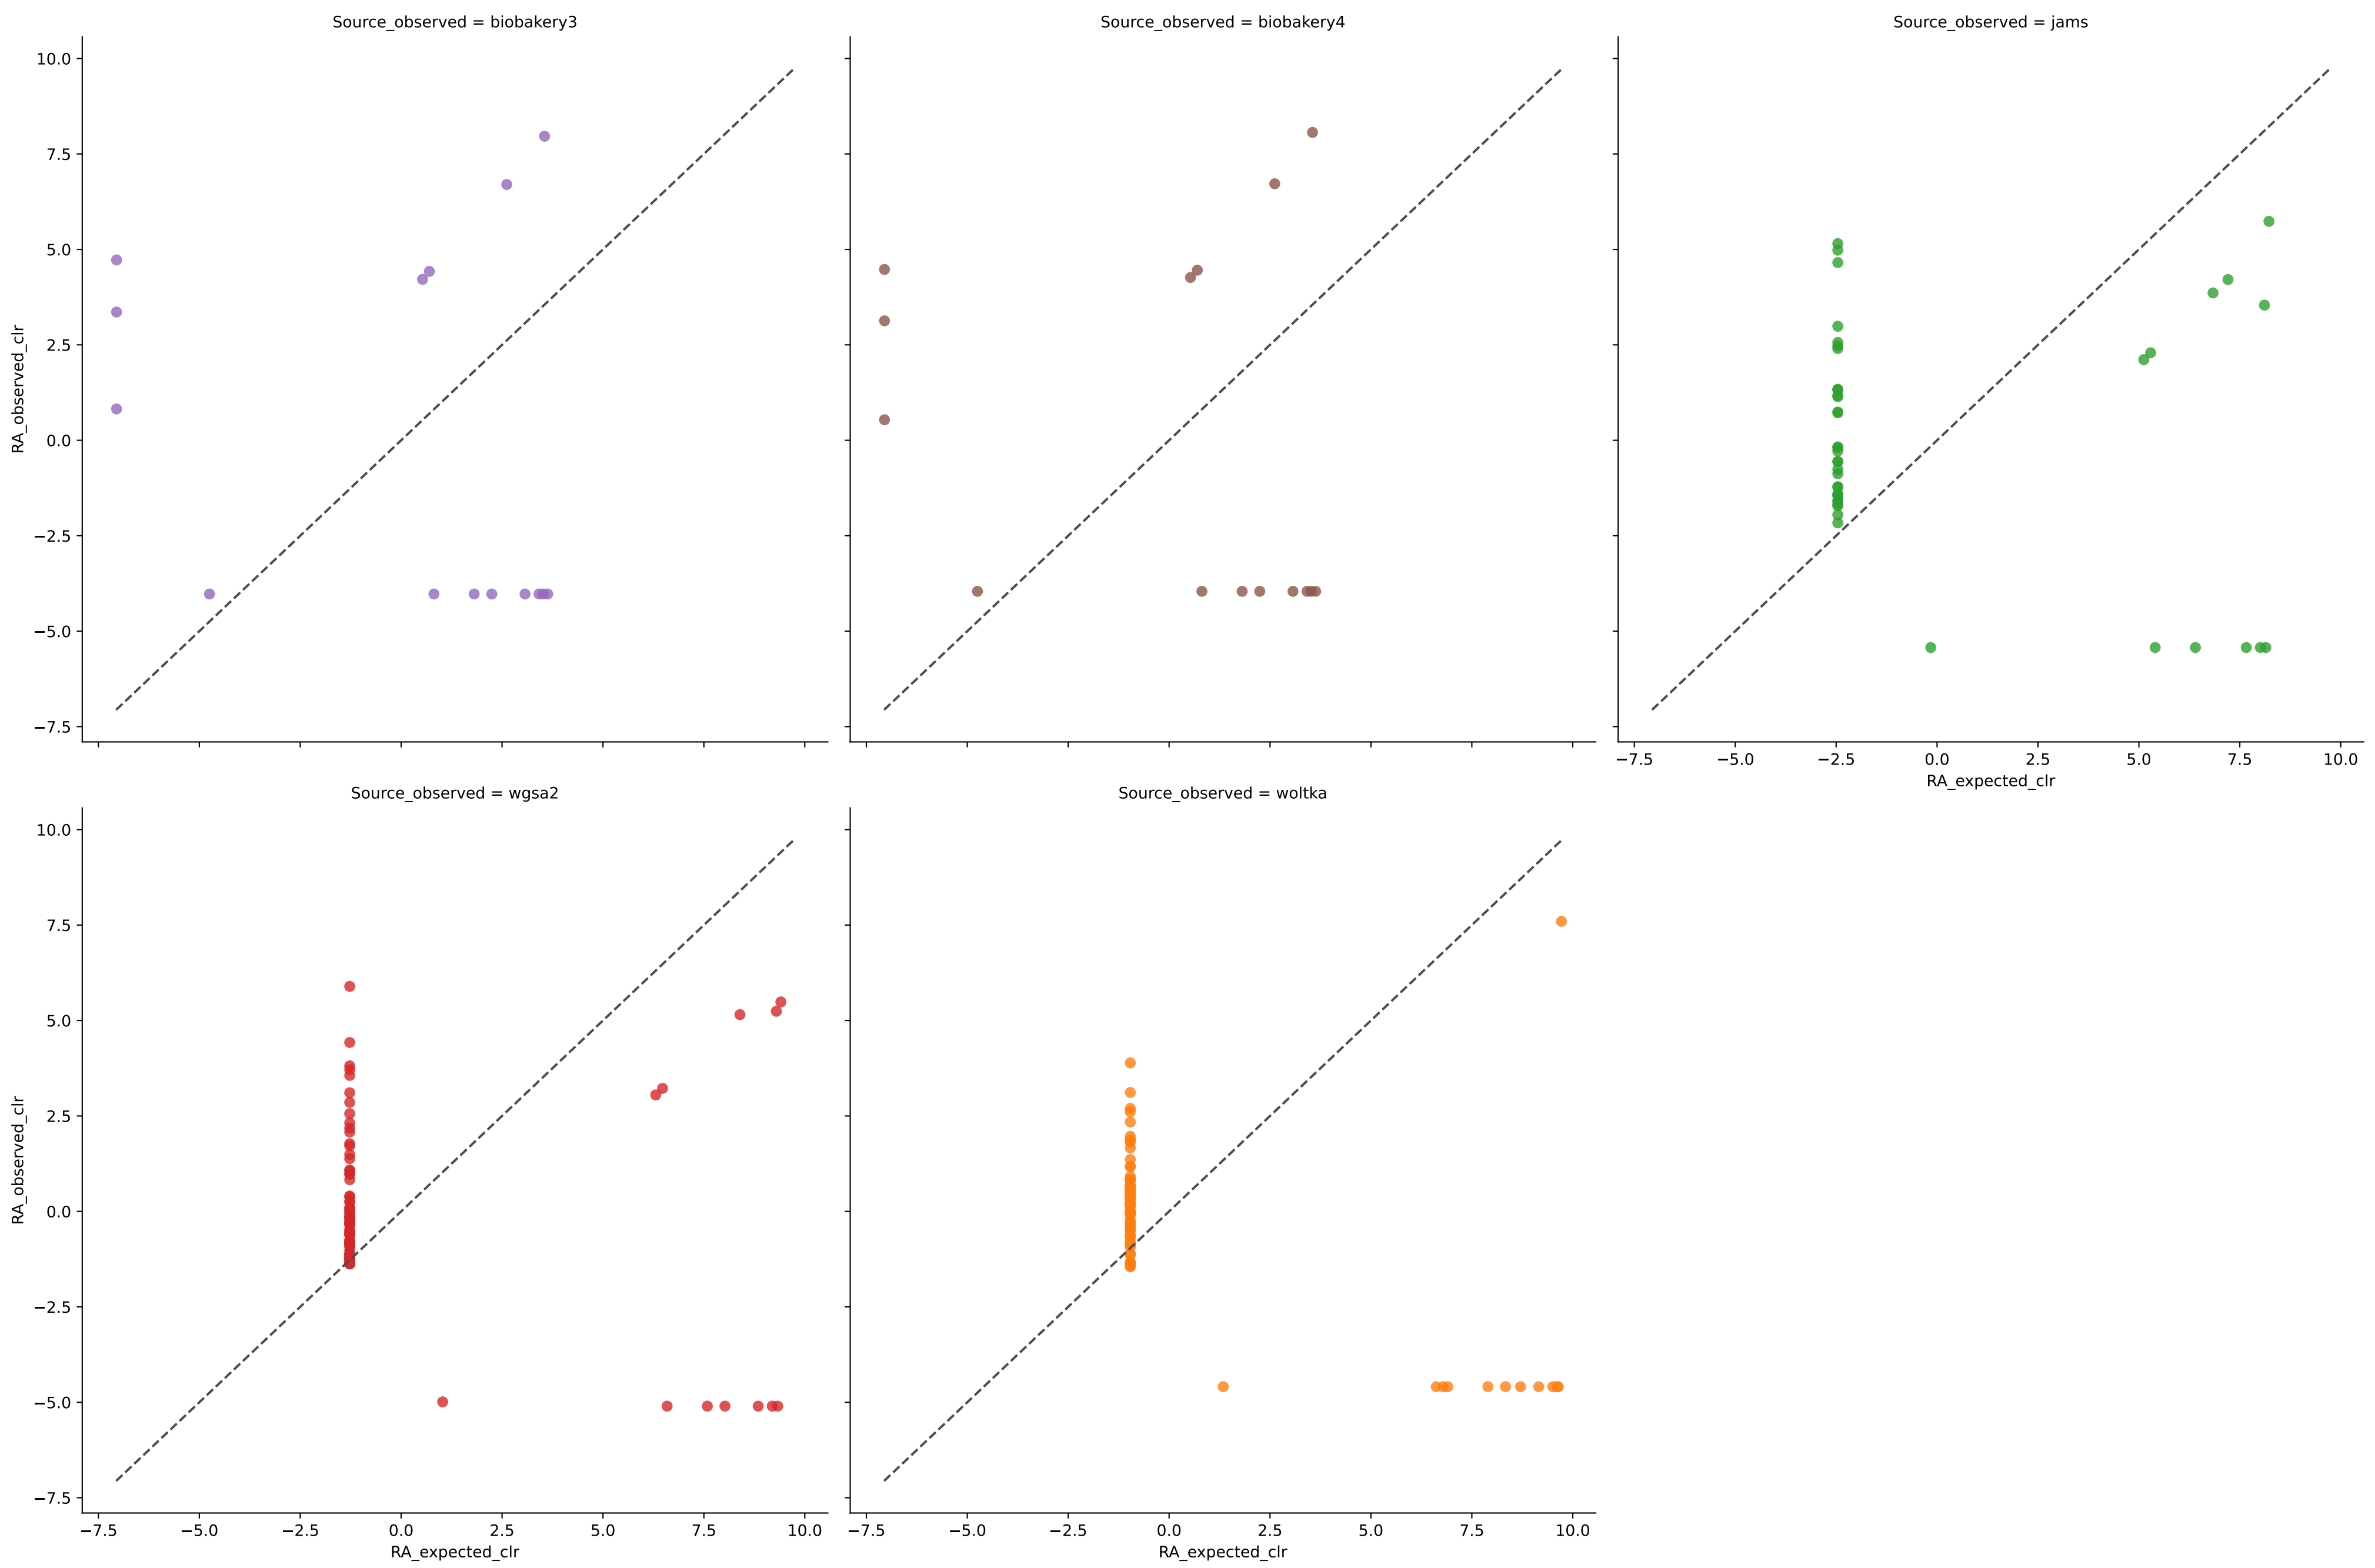 Source_observed = biobakery3
Source_observed = biobakery4
Source_observed = jams
10.0
7.5
5.0
2.5
0.0
−2.5
−5.0
−7.5
RA_observed_clr
−7.5 −5.0 −2.5 0.0 2.5 5.0 7.5 10.0
RA_expected_clr
Source_observed = wgsa2
Source_observed = woltka
10.0
7.5
5.0
2.5
0.0
−2.5
−5.0
−7.5
RA_observed_clr
−7.5 −5.0 −2.5 0.0 2.5 5.0 7.5 10.0
RA_expected_clr
−7.5 −5.0 −2.5 0.0 2.5 5.0 7.5 10.0
RA_expected_clr